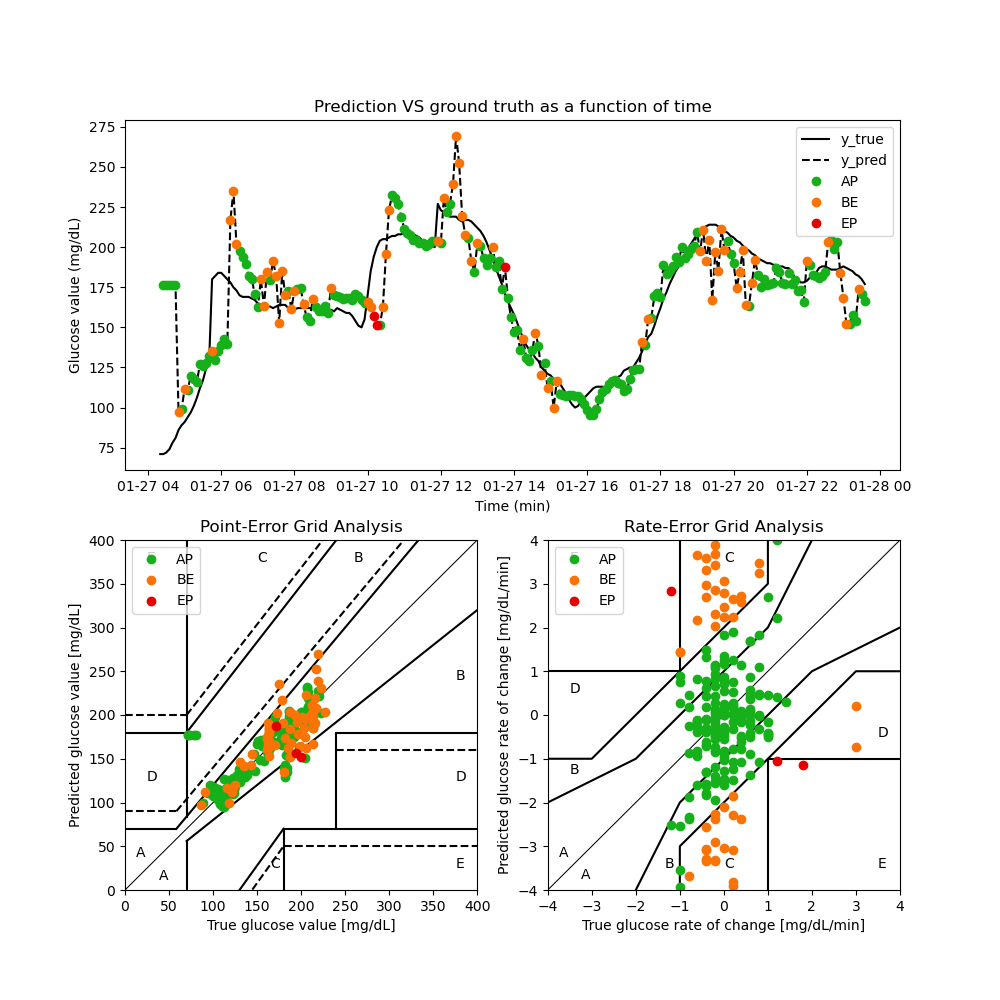 Prediction VS ground truth as a function of time
Glucose value (mg/dL)
275
250
225
200
175
150
125
100
75
y_true
y_pred
AP
BE
EP
01-27 04 01-27 06 01-27 08 01-27 10 01-27 12 01-27 14 01-27 16 01-27 18 01-27 20 01-27 22 01-28 00
Time (min)
Point-Error Grid Analysis
Predicted glucose value [mg/dL]
400
350
300
250
200
150
100
50
0
AP
BE
EP
C
B
B
D
D
A
A
C
E
0 50 100 150 200 250 300 350 400
True glucose value [mg/dL]
Rate-Error Grid Analysis
Predicted glucose rate of change [mg/dL/min]
4
3
2
1
0
−1
−2
−3
−4
AP
BE
EP
C
D
D
B
A
A
B
C
E
−4 −3 −2 −1 0 1 2 3 4
True glucose rate of change [mg/dL/min]